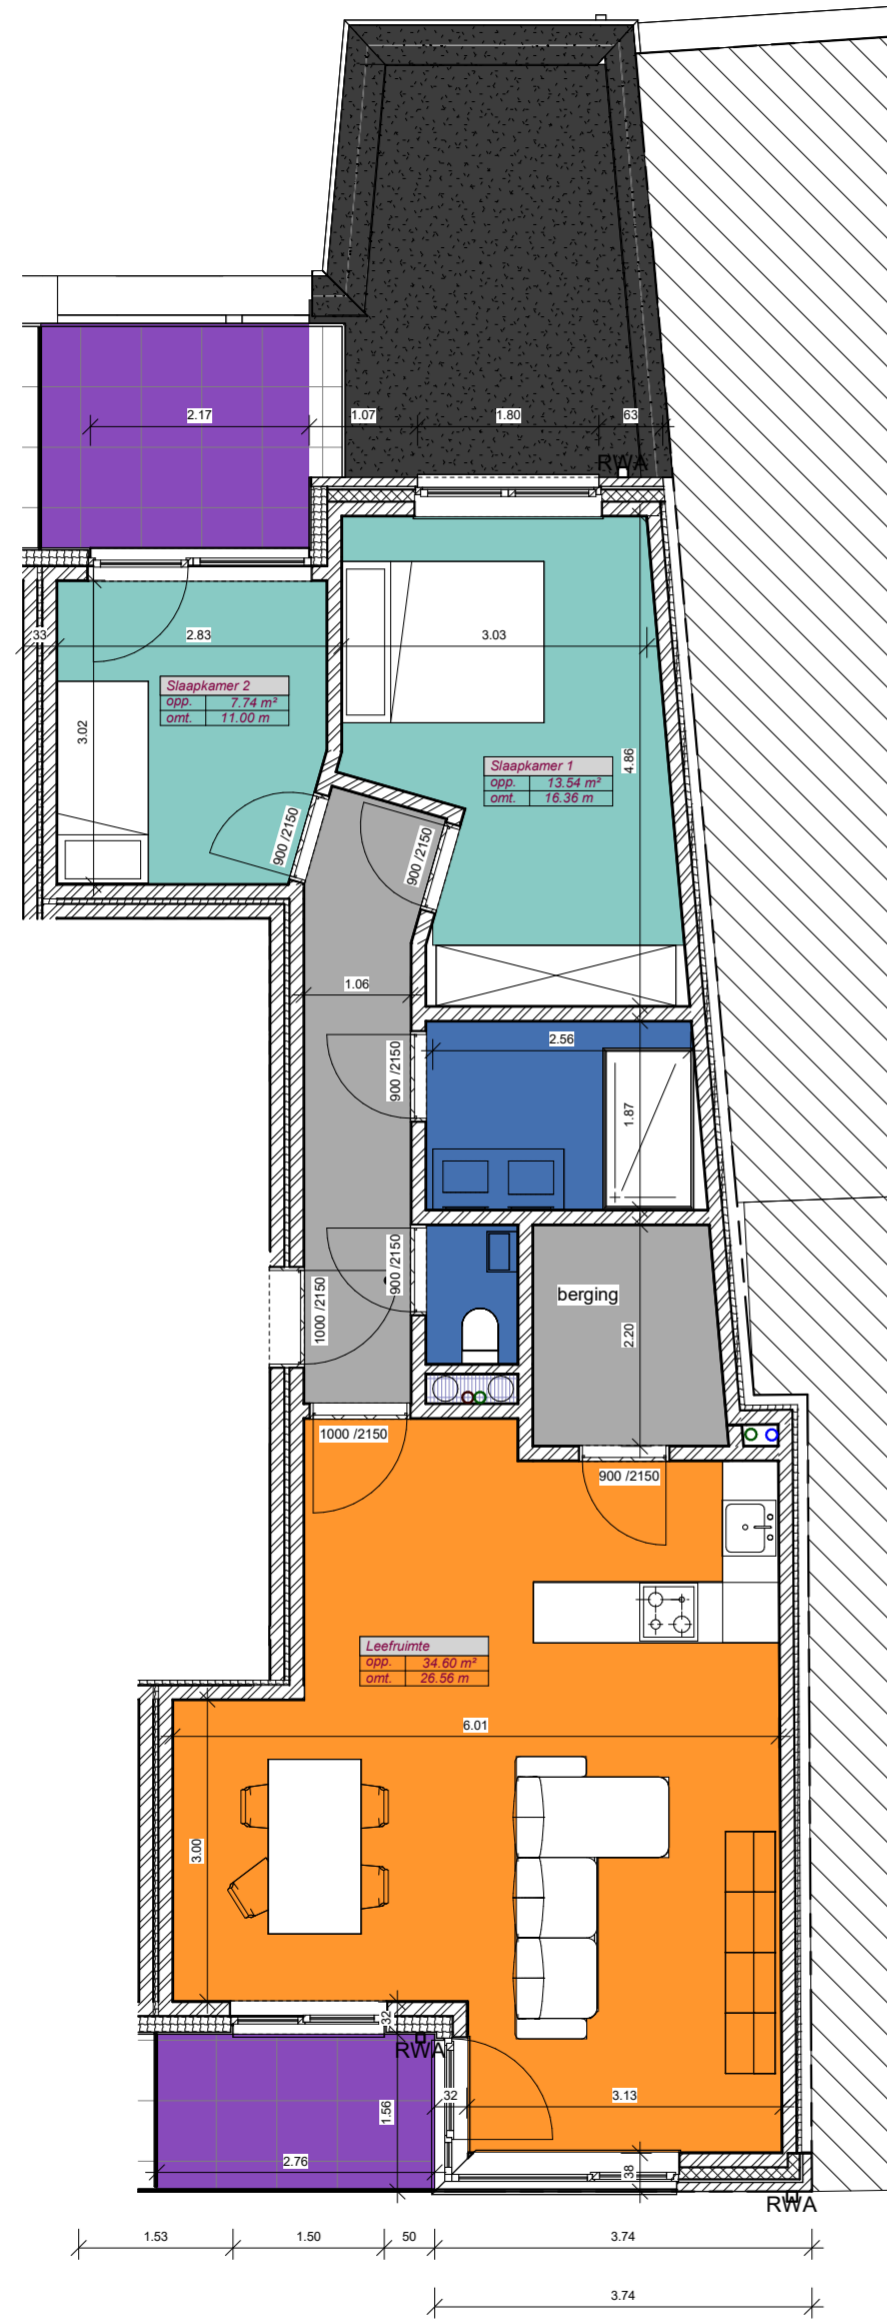 2.17
1.07
1.80
63
RWA
33
2.83
3.03
Slaapkamer 2
opp. 7.74 m²
omt. 11.00 m
3.02
4.86
Slaapkamer 1
opp. 13.54 m²
omt. 16.36 m
900 /2150
900 /2150
1.06
2.56
900 /2150
1.87
900 /2150
1000 /2150
berging
2.20
1000 /2150
900 /2150
Leefruimte
opp. 34.60 m²
omt. 26.56 m
6.01
3.00
32
RWA
32
3.13
1.56
2.76
38
RWA
1.53
1.50
50
3.74
3.74